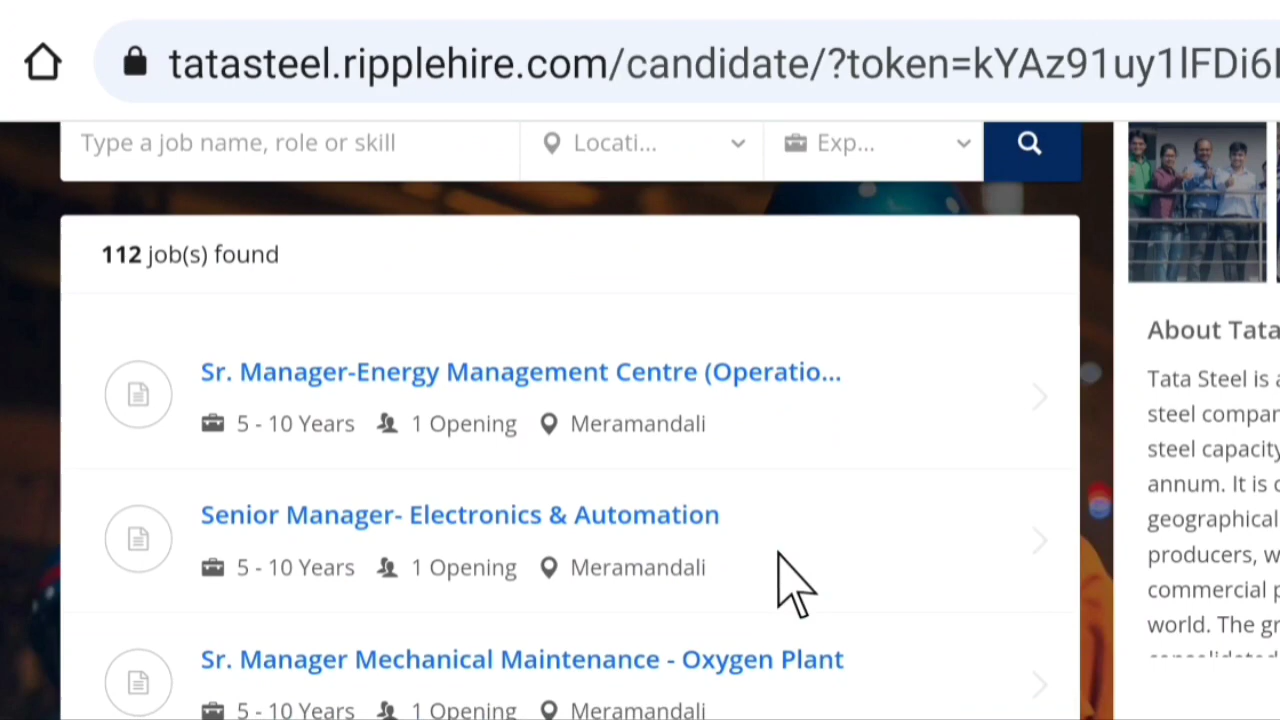 tatasteel.ripplehire.com/candidate/?token=kYAz91uy1lFDi6
Type a job name, role or skill
Locati...
Exp...
112 job(s) found
Sr. Manager-Energy Management Centre (Operatio...
5 - 10 Years 1 Opening Meramandali
Senior Manager- Electronics & Automation
5 - 10 Years 1 Opening Meramandali
Sr. Manager Mechanical Maintenance - Oxygen Plant
5 - 10 Years 1 Opening Meramandali
About Tata
Tata Steel is a
steel compan
steel capacity
annum. It is
geographical
producers, w
commercial p
world. The gr